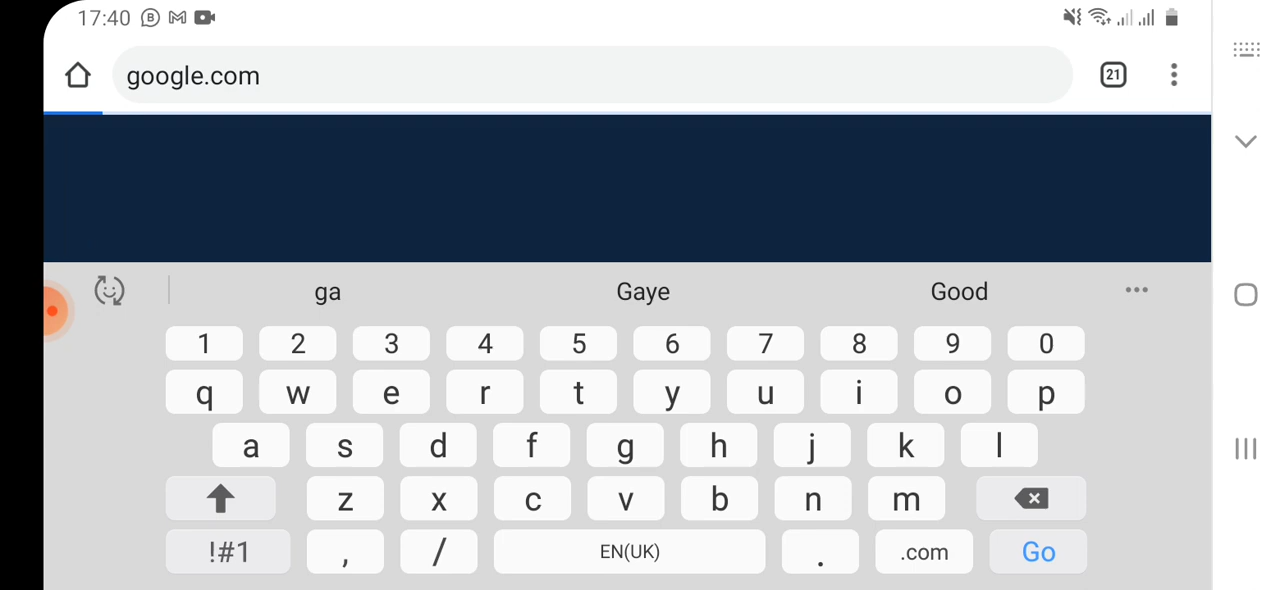 17:40
google.com
21
ga Gaye Good
1 2 3 4 5 6 7 8 9 0
q w e r t y u i o p
a s d f g h j k l
z x c v b n m
!#1 , / EN(UK) . .com Go